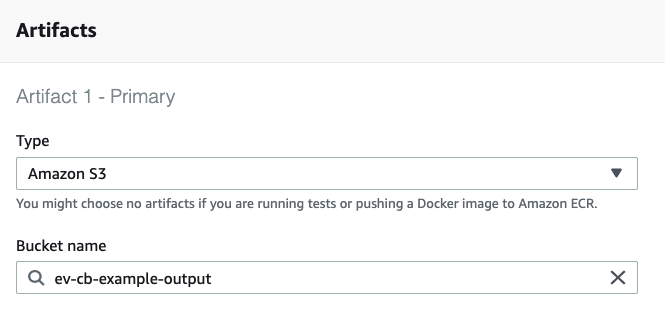 Artifacts
Artifact 1 - Primary
Type
Amazon S3
You might choose no artifacts if you are running tests or pushing a Docker image to Amazon ECR.
Bucket name
ev-cb-example-output